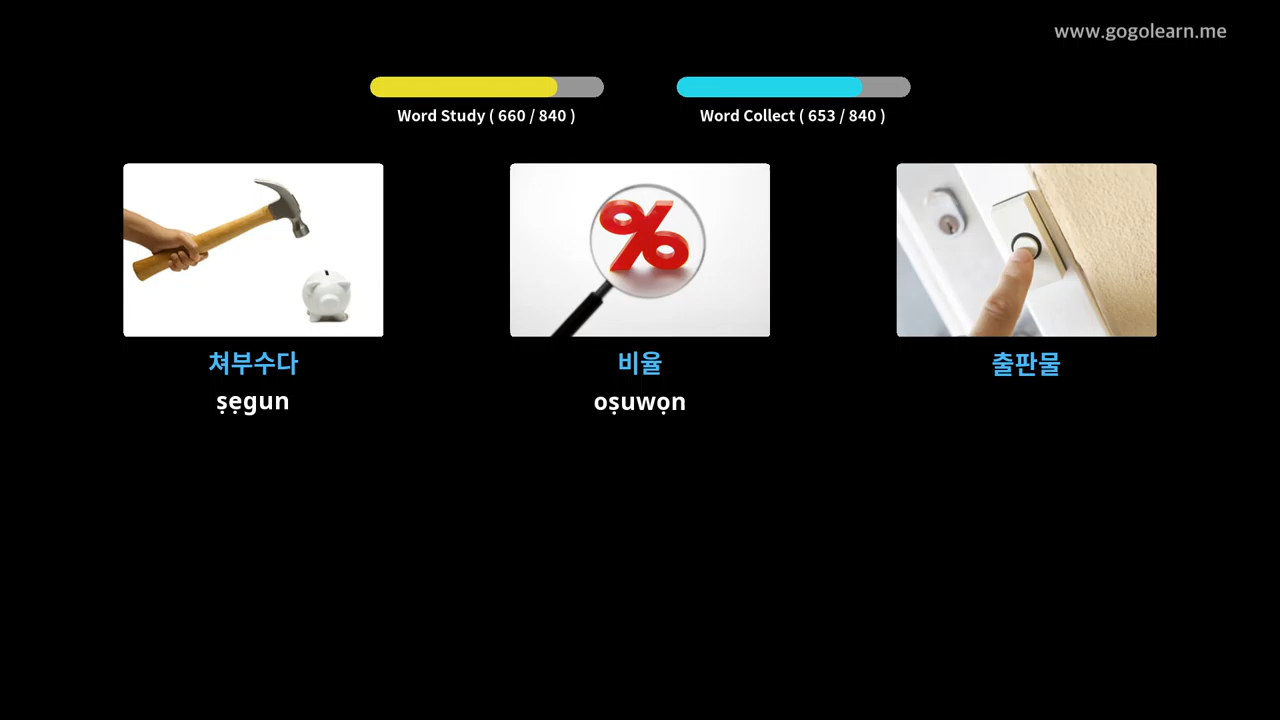 www.gogolearn.me
Word Study ( 660 / 840 )
Word Collect ( 653 / 840 )
쳐부수다
비율
출판물
ṣẹgun
oṣuwọn
%